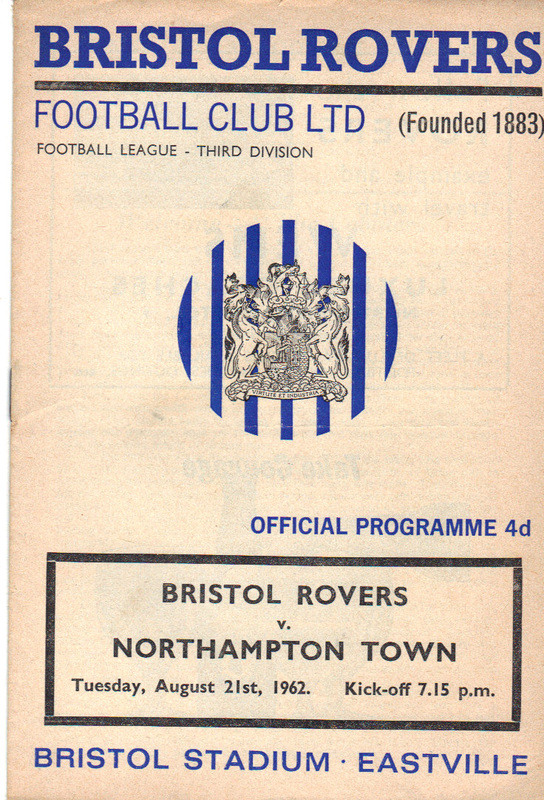 BRISTOL ROVERS
FOOTBALL CLUB LTD (Founded 1883)
FOOTBALL LEAGUE - THIRD DIVISION
VIRTUTE ET INDUSTRIA
OFFICIAL PROGRAMME 4d
BRISTOL ROVERS
v.
NORTHAMPTON TOWN
Tuesday, August 21st, 1962. Kick-off 7.15 p.m.
BRISTOL STADIUM · EASTVILLE